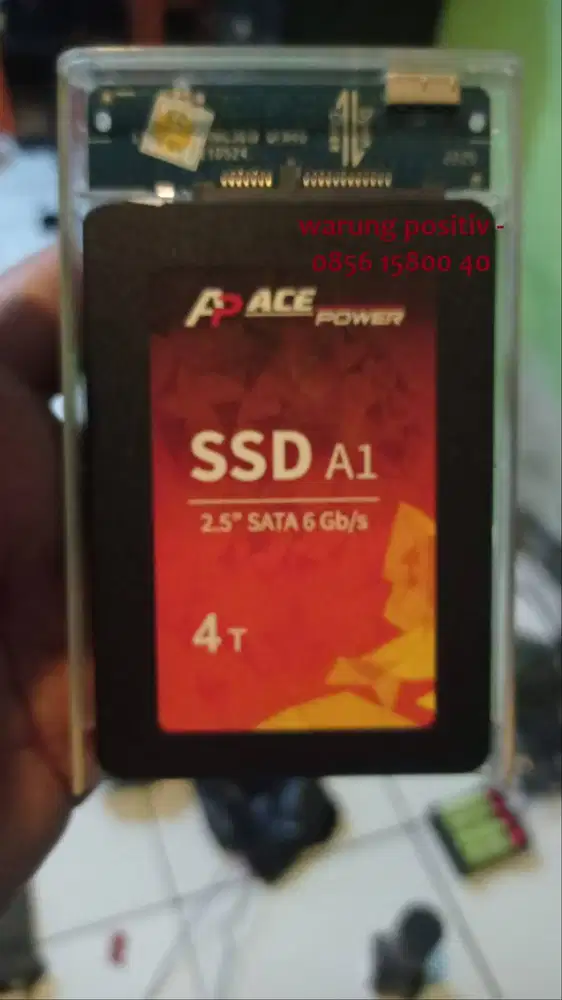 warung positiv -
0856 15800 40
AP ACE POWER
SSD A1
2.5" SATA 6 Gb/s
4 T